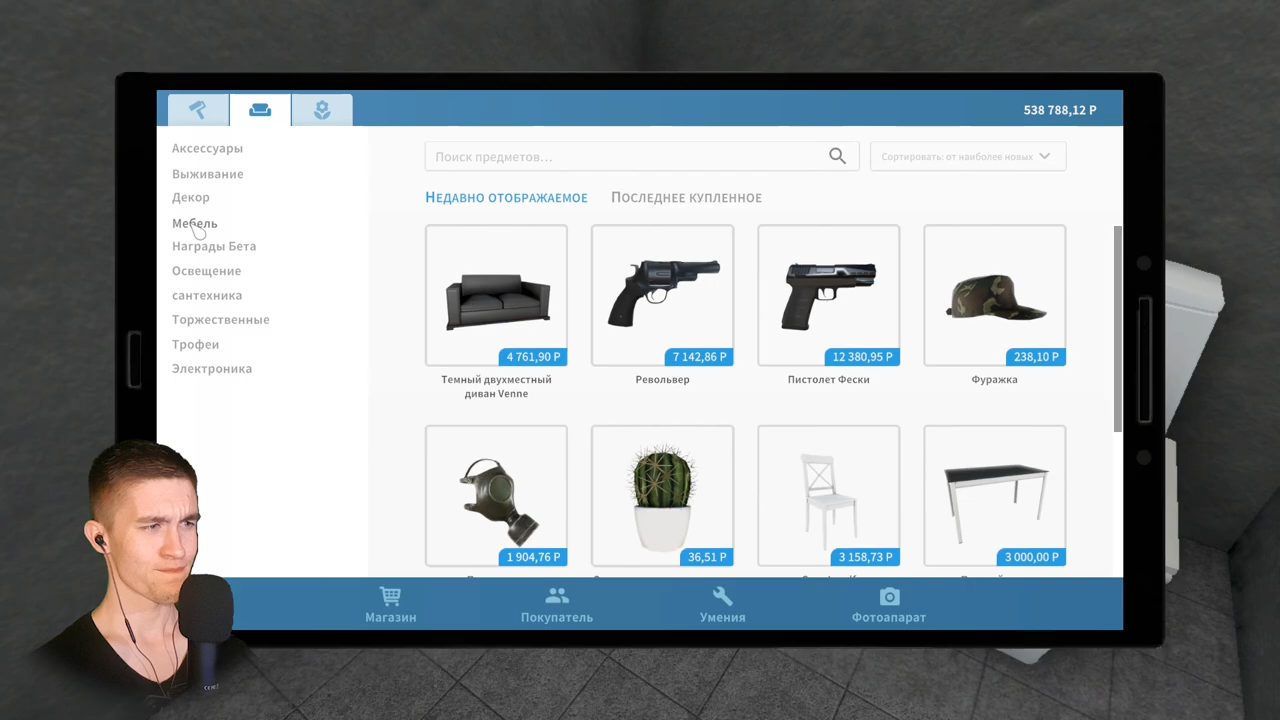 538 788,12 Р
Аксессуары
Выживание
Декор
Мебель
Награды Бета
Освещение
сантехника
Торжественные
Трофеи
Электроника
Поиск предметов...
Сортировать: от наиболее новых
Недавно отображаемое
Последнее купленное
4 761,90 Р
7 142,86 Р
12 380,95 Р
238,10 Р
Темный двухместный
диван Venne
Револьвер
Пистолет Фески
Фуражка
1 904,76 Р
36,51 Р
3 158,73 Р
3 000,00 Р
Магазин
Покупатель
Умения
Фотоаппарат